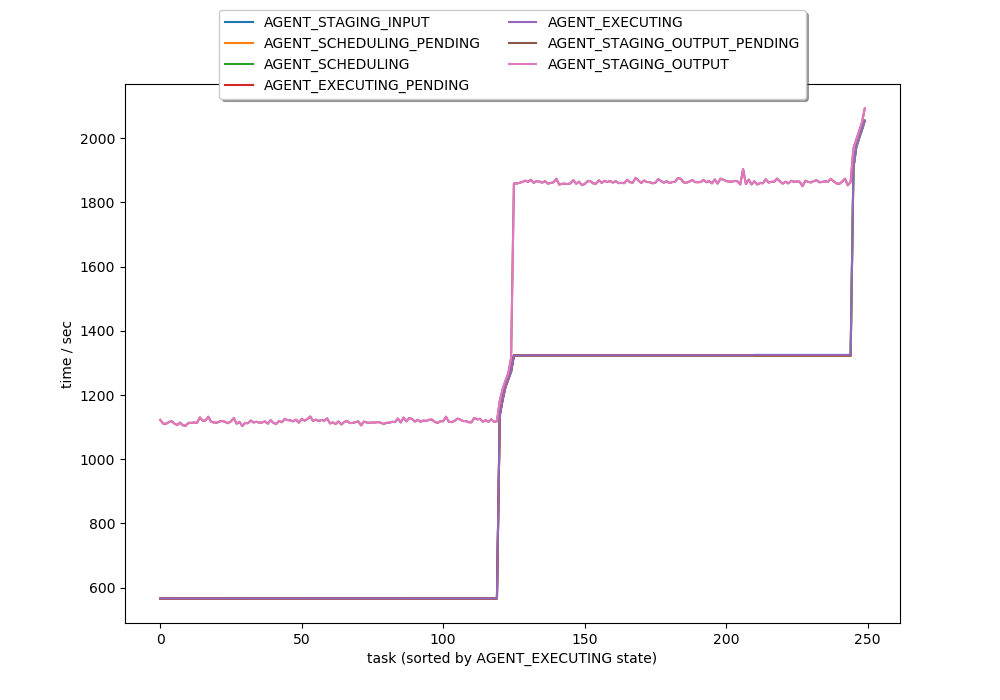 AGENT_STAGING_INPUT
AGENT_SCHEDULING_PENDING
AGENT_SCHEDULING
AGENT_EXECUTING_PENDING
AGENT_EXECUTING
AGENT_STAGING_OUTPUT_PENDING
AGENT_STAGING_OUTPUT
time / sec
2000
1800
1600
1400
1200
1000
800
600
0
50
100
150
200
250
task (sorted by AGENT_EXECUTING state)